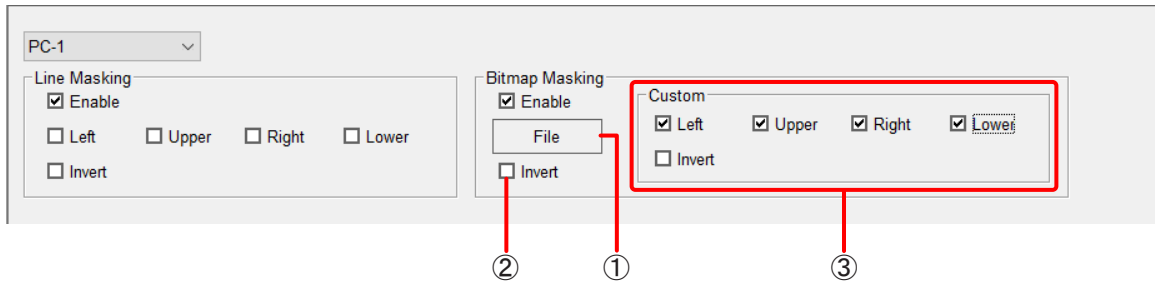 PC-1
Line Masking
Enable
Left Upper Right Lower
Invert
Bitmap Masking
Enable
File
Invert
Custom
Left Upper Right Lower
Invert
② ① ③